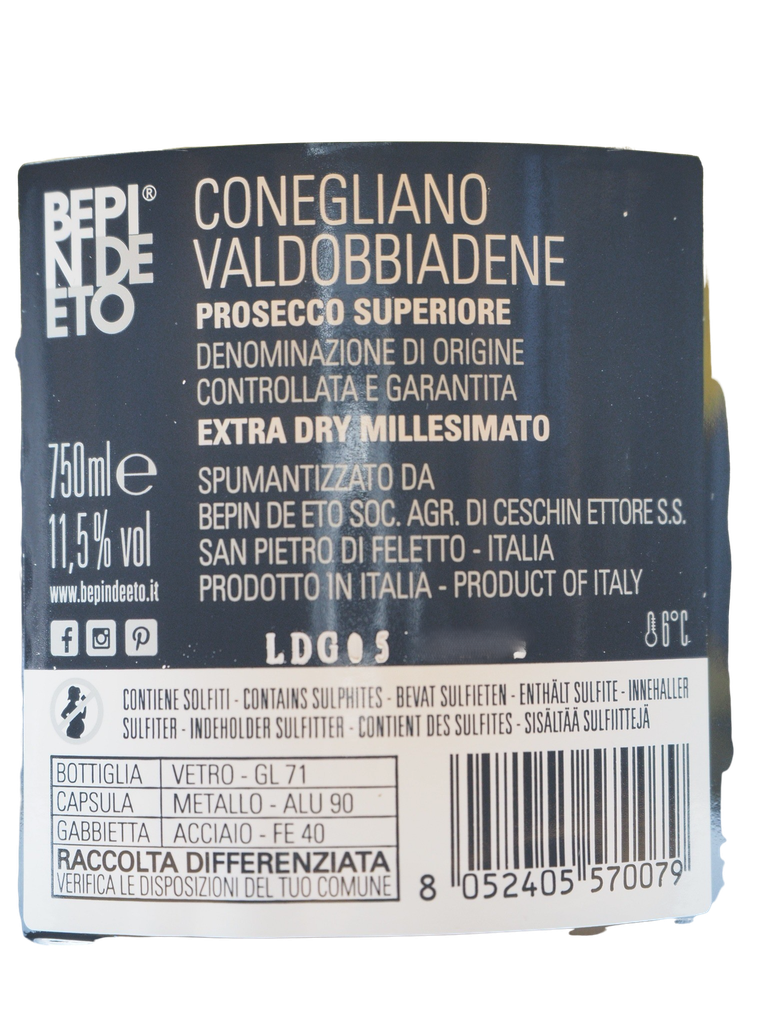 BEPI®
N DE
ETO
CONEGLIANO
VALDOBBIADENE
PROSECCO SUPERIORE
DENOMINAZIONE DI ORIGINE
CONTROLLATA E GARANTITA
EXTRA DRY MILLESIMATO
750ml e
11,5% vol
www.bepindeeto.it
SPUMANTIZZATO DA
BEPIN DE ETO SOC. AGR. DI CESCHIN ETTORE S.S.
SAN PIETRO DI FELETTO - ITALIA
PRODOTTO IN ITALIA - PRODUCT OF ITALY
LDG05
6°C
CONTIENE SOLFITI - CONTAINS SULPHITES - BEVAT SULFIETEN - ENTHÄLT SULFITE - INNEHALLER
SULFITER - INDEHOLDER SULFITTER - CONTIENT DES SULFITES - SISÄLTÄÄ SULFIITTEJÄ
BOTTIGLIA VETRO - GL 71
CAPSULA METALLO - ALU 90
GABBIETTA ACCIAIO - FE 40
RACCOLTA DIFFERENZIATA
VERIFICA LE DISPOSIZIONI DEL TUO COMUNE
8 052405 570079